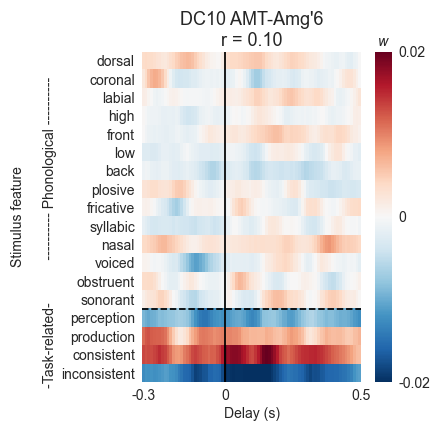 DC10 AMT-Amg'6
r = 0.10
w
dorsal
coronal
labial
high
front
low
back
plosive
fricative
syllabic
nasal
voiced
obstruent
sonorant
perception
production
consistent
inconsistent
Stimulus feature
-Task-related- ---------- Phonological ----------
0.02
0
-0.02
-0.3
0
0.5
Delay (s)